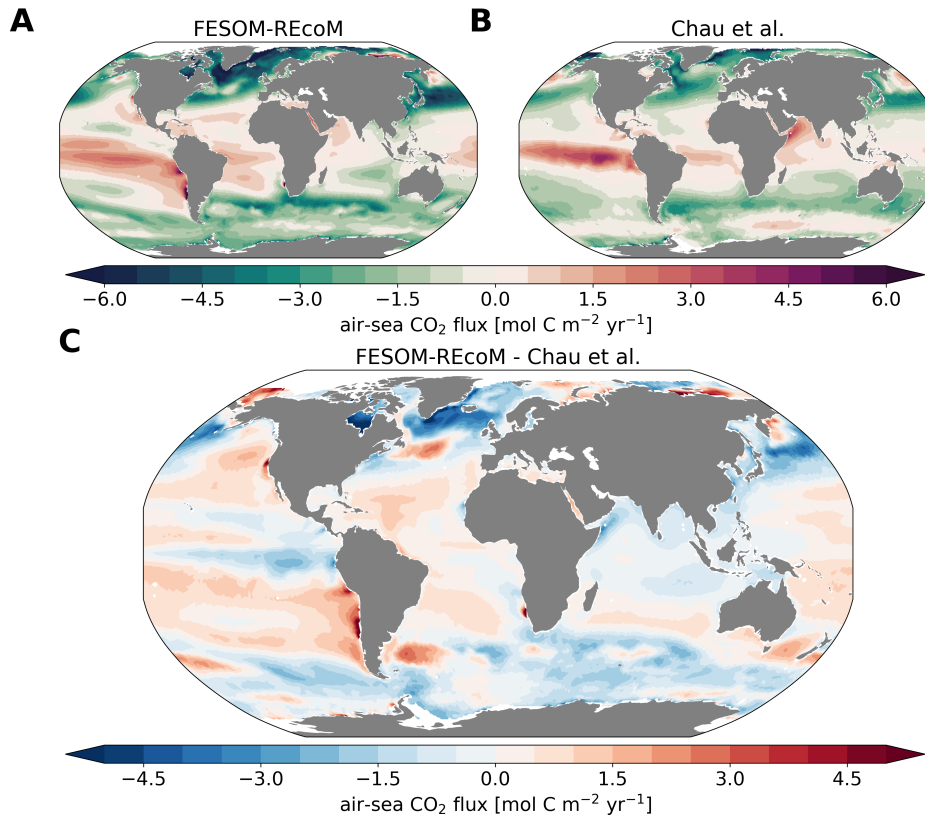 A
FESOM-REcoM
B
Chau et al.
−6.0 −4.5 −3.0 −1.5 0.0 1.5 3.0 4.5 6.0
air-sea CO₂ flux [mol C m⁻² yr⁻¹]
C
FESOM-REcoM - Chau et al.
−4.5 −3.0 −1.5 0.0 1.5 3.0 4.5
air-sea CO₂ flux [mol C m⁻² yr⁻¹]